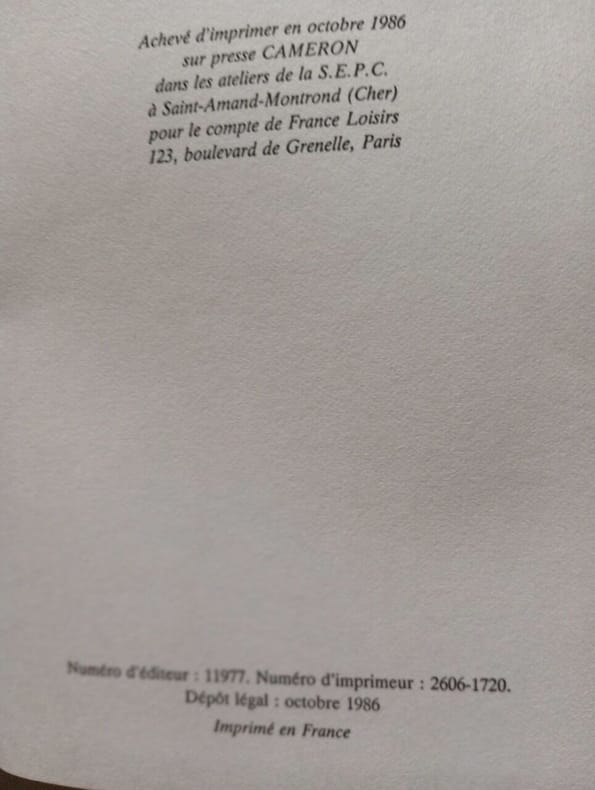 Achevé d'imprimer en octobre 1986
sur presse CAMERON
dans les ateliers de la S.E.P.C.
à Saint-Amand-Montrond (Cher)
pour le compte de France Loisirs
123, boulevard de Grenelle, Paris
Numéro d'éditeur : 11977. Numéro d'imprimeur : 2606-1720.
Dépôt légal : octobre 1986
Imprimé en France